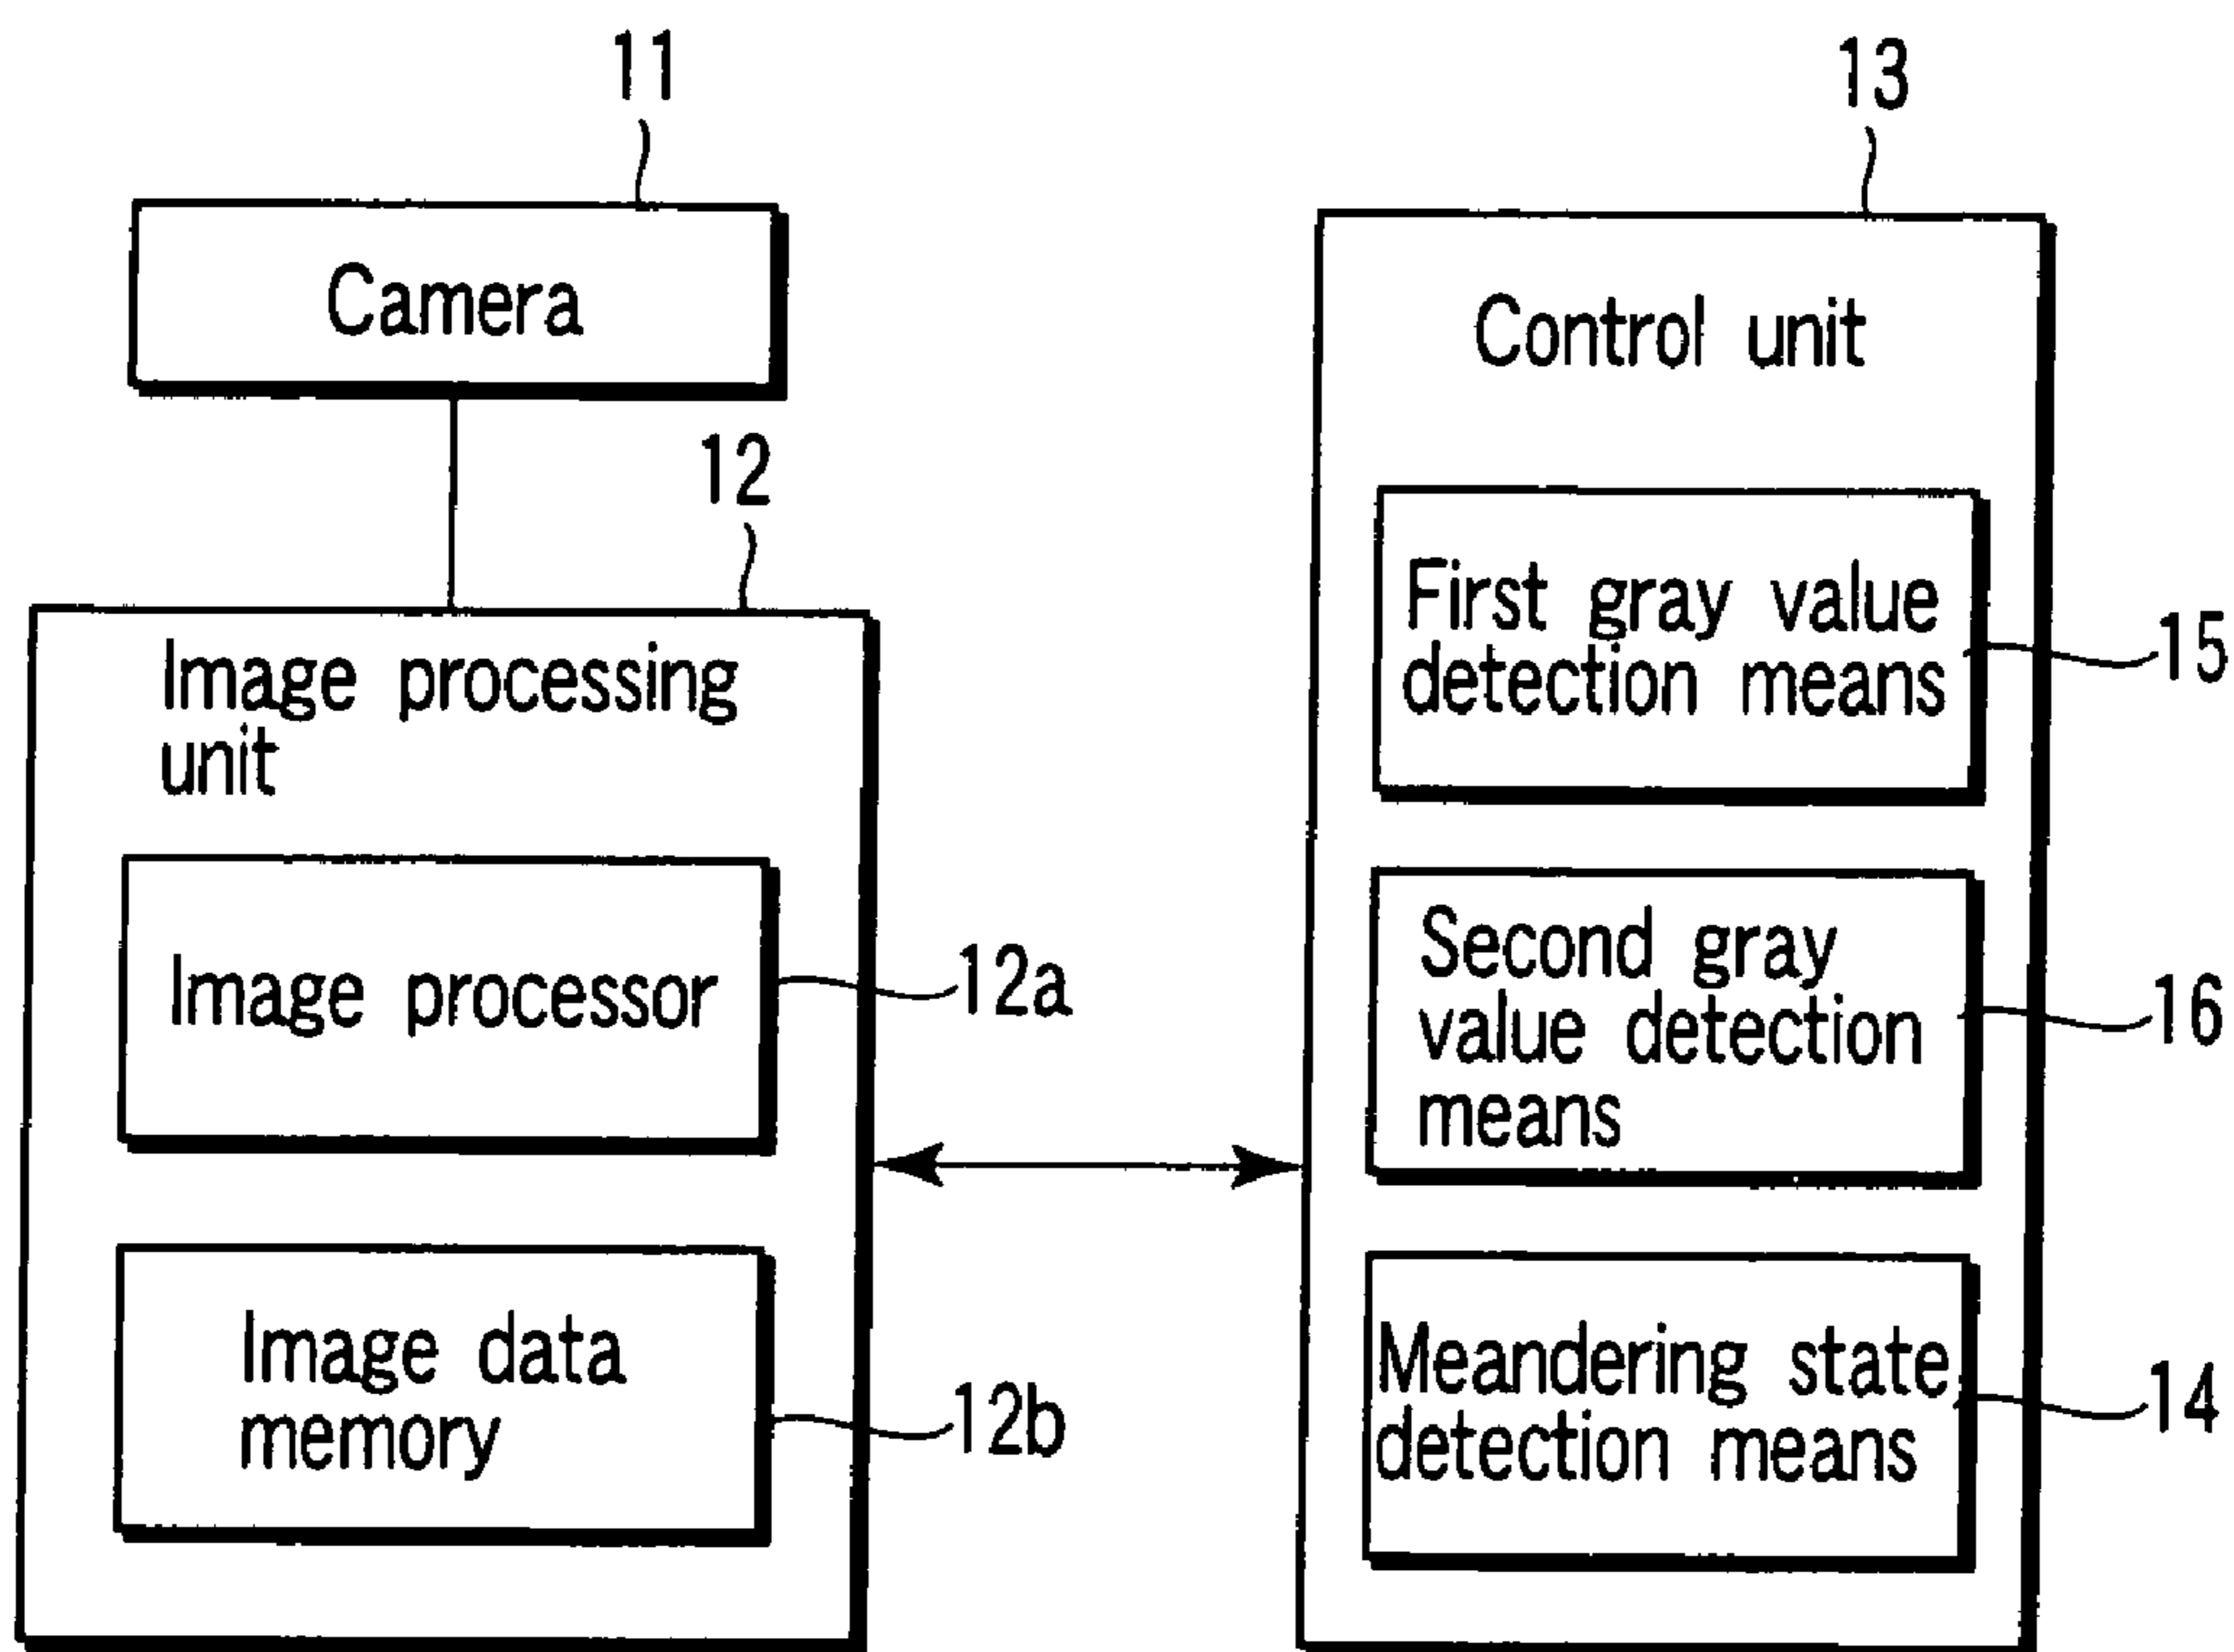 11
Camera
12
Image processing
unit
Image processor
12a
Image data
memory
12b
13
Control unit
First gray value
detection means
15
Second gray
value detection
means
16
Meandering state
detection means
14